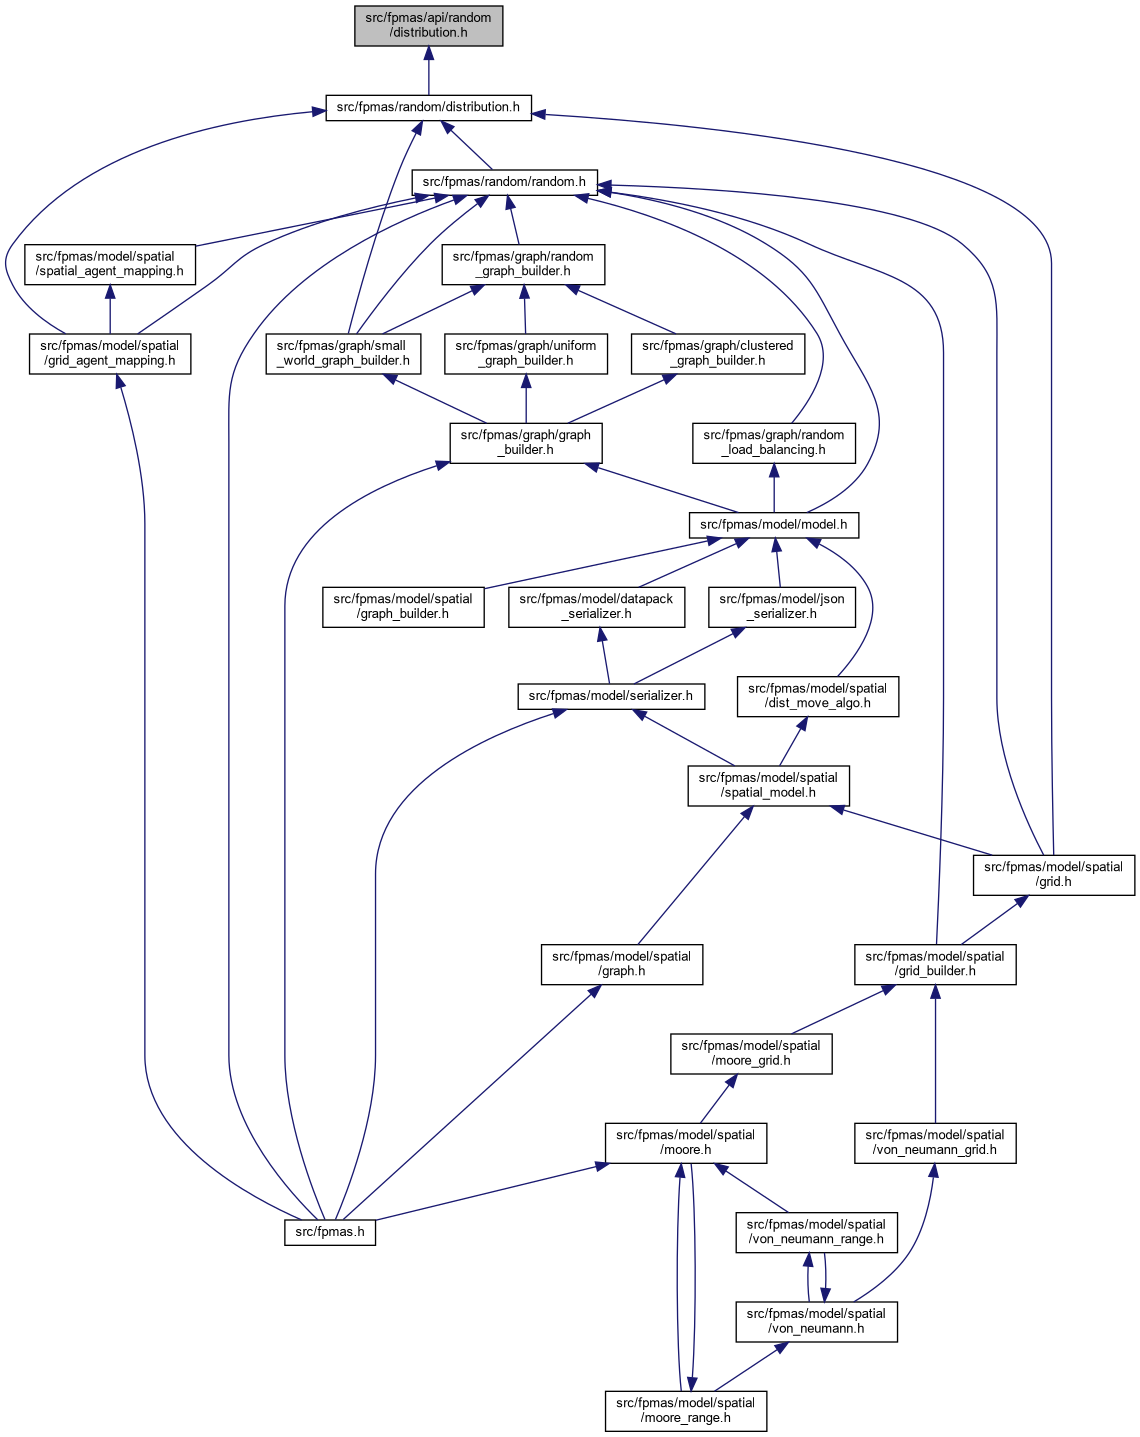 src/fpmas/api/random
/distribution.h
src/fpmas/random/distribution.h
src/fpmas/random/random.h
src/fpmas/model/spatial
/spatial_agent_mapping.h
src/fpmas/graph/random
_graph_builder.h
src/fpmas/model/spatial
/grid_agent_mapping.h
src/fpmas/graph/small
_world_graph_builder.h
src/fpmas/graph/uniform
_graph_builder.h
src/fpmas/graph/clustered
_graph_builder.h
src/fpmas/graph/graph
_builder.h
src/fpmas/graph/random
_load_balancing.h
src/fpmas/model/model.h
src/fpmas/model/spatial
/graph_builder.h
src/fpmas/model/datapack
_serializer.h
src/fpmas/model/json
_serializer.h
src/fpmas/model/serializer.h
src/fpmas/model/spatial
/dist_move_algo.h
src/fpmas/model/spatial
/spatial_model.h
src/fpmas/model/spatial
/grid.h
src/fpmas/model/spatial
/graph.h
src/fpmas/model/spatial
/grid_builder.h
src/fpmas/model/spatial
/moore_grid.h
src/fpmas/model/spatial
/moore.h
src/fpmas/model/spatial
/von_neumann_grid.h
src/fpmas.h
src/fpmas/model/spatial
/von_neumann_range.h
src/fpmas/model/spatial
/von_neumann.h
src/fpmas/model/spatial
/moore_range.h